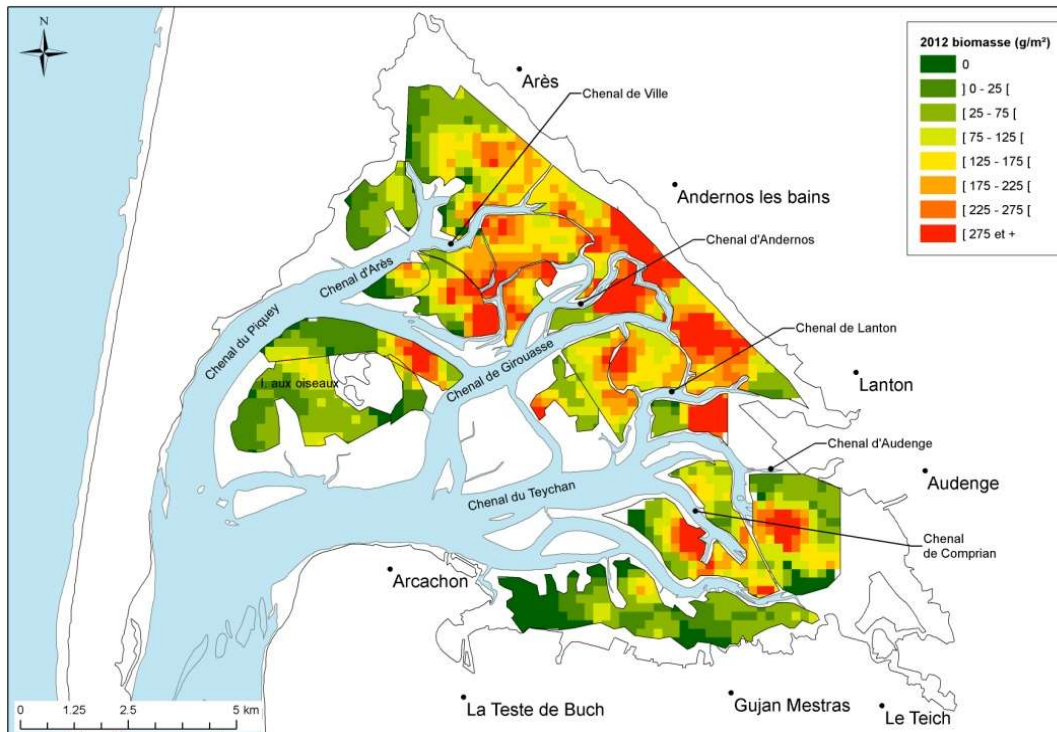 N
2012 biomasse (g/m²)
0
] 0 - 25 [
[ 25 - 75 [
[ 75 - 125 [
[ 125 - 175 [
[ 175 - 225 [
[ 225 - 275 [
[ 275 et +
Arès
Chenal de Ville
Andernos les bains
Chenal d'Andernos
Chenal d'Arès
Chenal du Piquey
Chenal de Girouasse
Chenal de Lanton
I. aux oiseaux
Lanton
Chenal d'Audenge
Audenge
Chenal du Teychan
Chenal
de Comprian
Arcachon
La Teste de Buch
Gujan Mestras
Le Teich
0 1.25 2.5 5 km